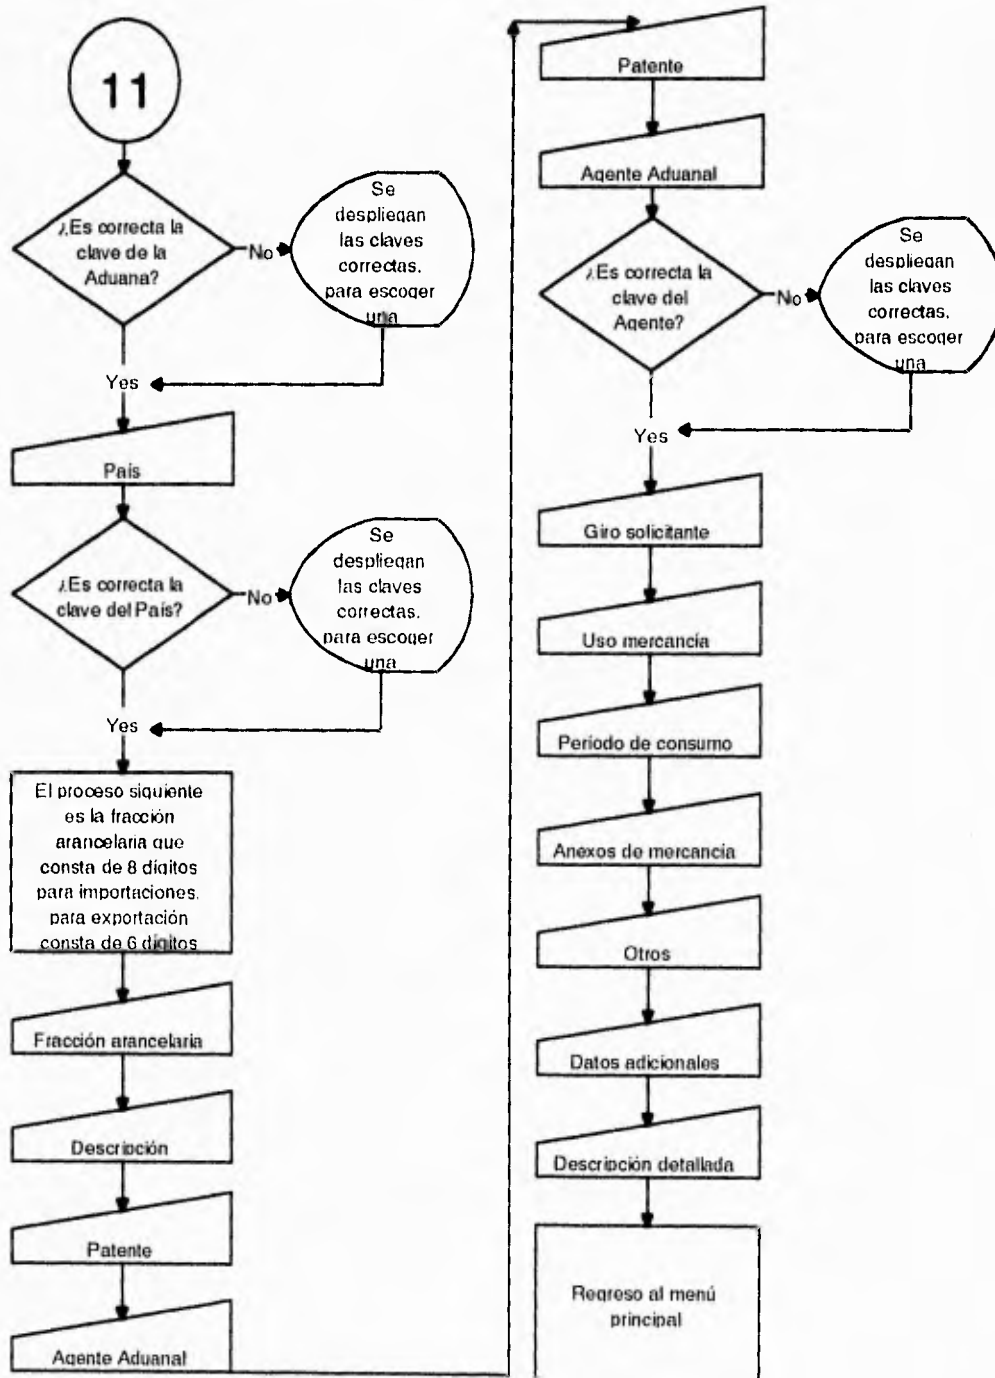 11
¿Es correcta la
clave de la
Aduana?
No
Se
despliegan
las claves
correctas,
para escoger
una
Yes
País
¿Es correcta la
clave del País?
No
Se
despliegan
las claves
correctas,
para escoger
una
Yes
El proceso siguiente
es la fracción
arancelaria que
consta de 8 dígitos
para importaciones,
para exportación
consta de 6 dígitos
Fracción arancelaria
Descripción
Patente
Agente Aduanal
Patente
Agente Aduanal
¿Es correcta la
clave del
Agente?
No
Se
despliegan
las claves
correctas,
para escoger
una
Yes
Giro solicitante
Uso mercancía
Período de consumo
Anexos de mercancía
Otros
Datos adicionales
Descripción detallada
Regreso al menú
principal